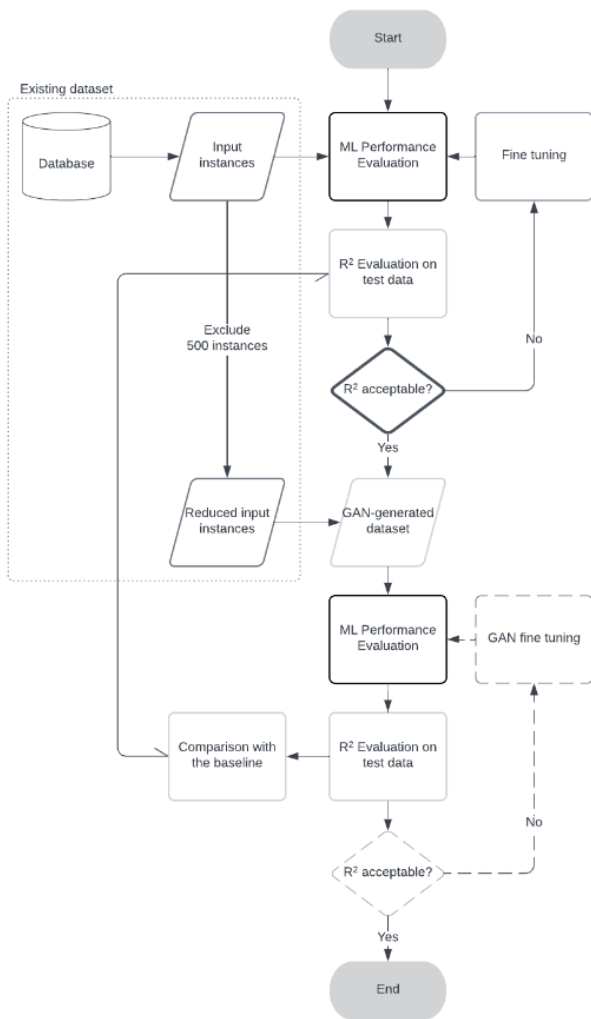 Start
Existing dataset
Database
Input
instances
ML Performance
Evaluation
Fine tuning
R² Evaluation on
test data
Exclude
500 instances
No
R² acceptable?
Yes
Reduced input
instances
GAN-generated
dataset
ML Performance
Evaluation
GAN fine tuning
Comparison with
the baseline
R² Evaluation on
test data
No
R² acceptable?
Yes
End